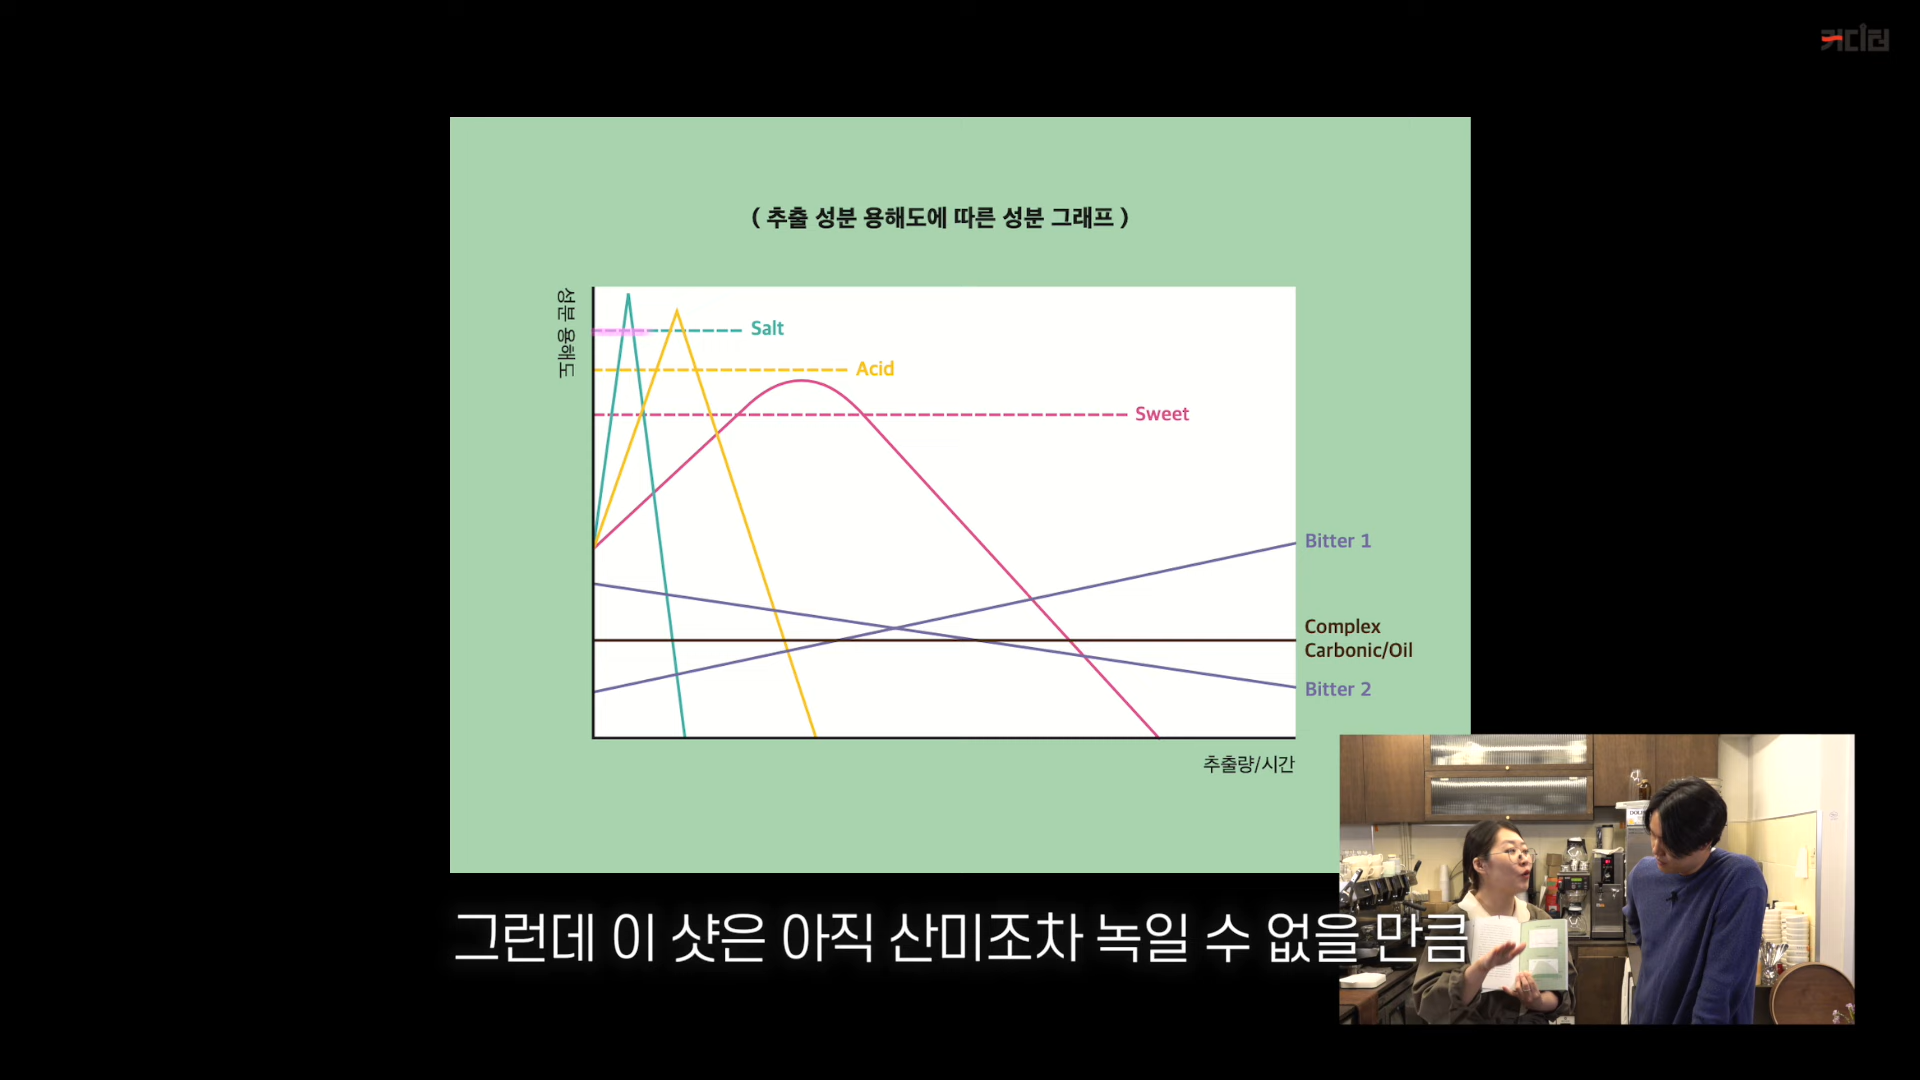 커디터
( 추출 성분 용해도에 따른 성분 그래프 )
성분 용해도
Salt
Acid
Sweet
Bitter 1
Complex
Carbonic/Oil
Bitter 2
추출량/시간
그런데 이 샷은 아직 산미조차 녹일 수 없을 만큼